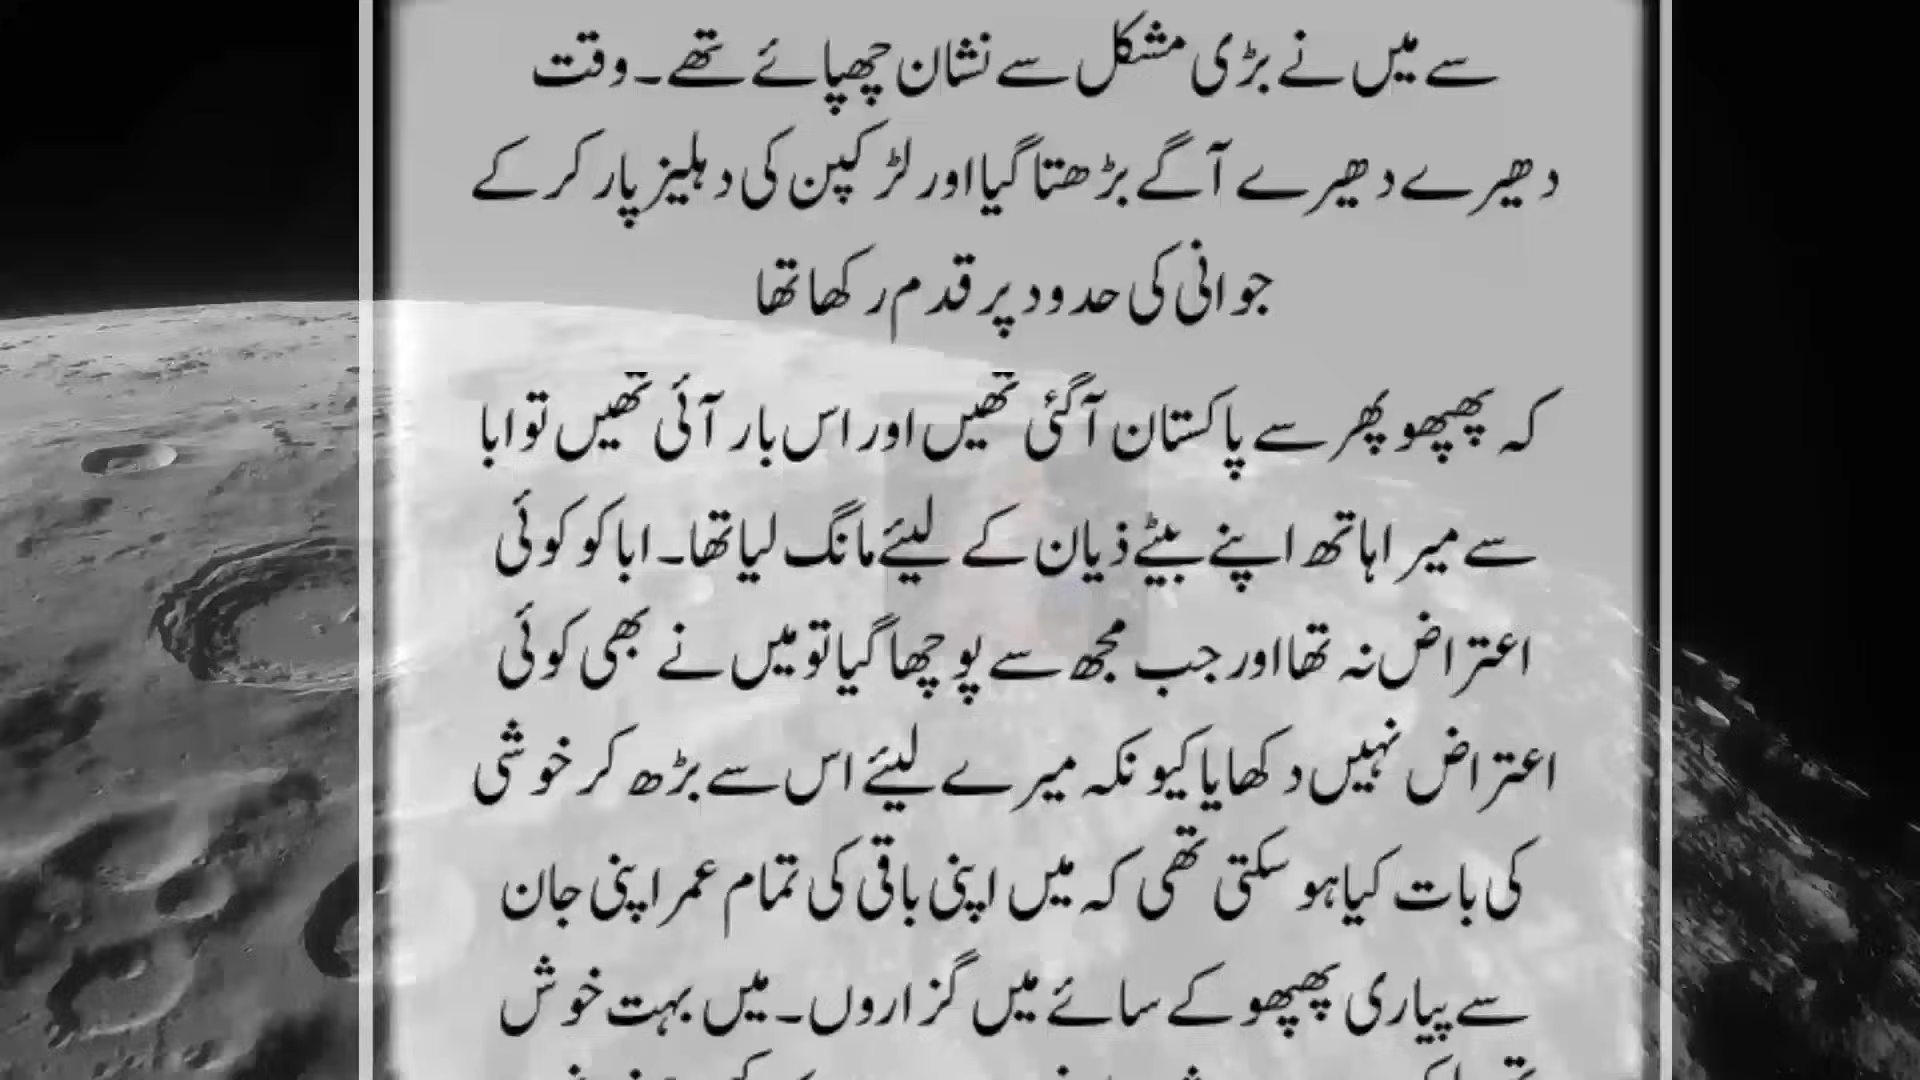 سے میں نے بڑی مشکل سے نشان چھپائے تھے۔ وقت
دھیرے دھیرے آگے بڑھتا گیا اور لڑکپن کی دہلیز پار کر کے
جوانی کی حدود پر قدم رکھا تھا
کہ پھپھو پھر سے پاکستان آگئی تھیں اور اس بار آئی تھیں تو ابا
سے میرا ہاتھ اپنے بیٹے ذیان کے لیئے مانگ لیا تھا۔ ابا کو کوئی
اعتراض نہ تھا اور جب مجھ سے پوچھا گیا تو میں نے بھی کوئی
اعتراض نہیں دکھایا کیونکہ میرے لیئے اس سے بڑھ کر خوشی
کی بات کیا ہو سکتی تھی کہ میں اپنی باقی کی تمام عمر اپنی جان
سے پیاری پھپھو کے سائے میں گزاروں۔ میں بہت خوش